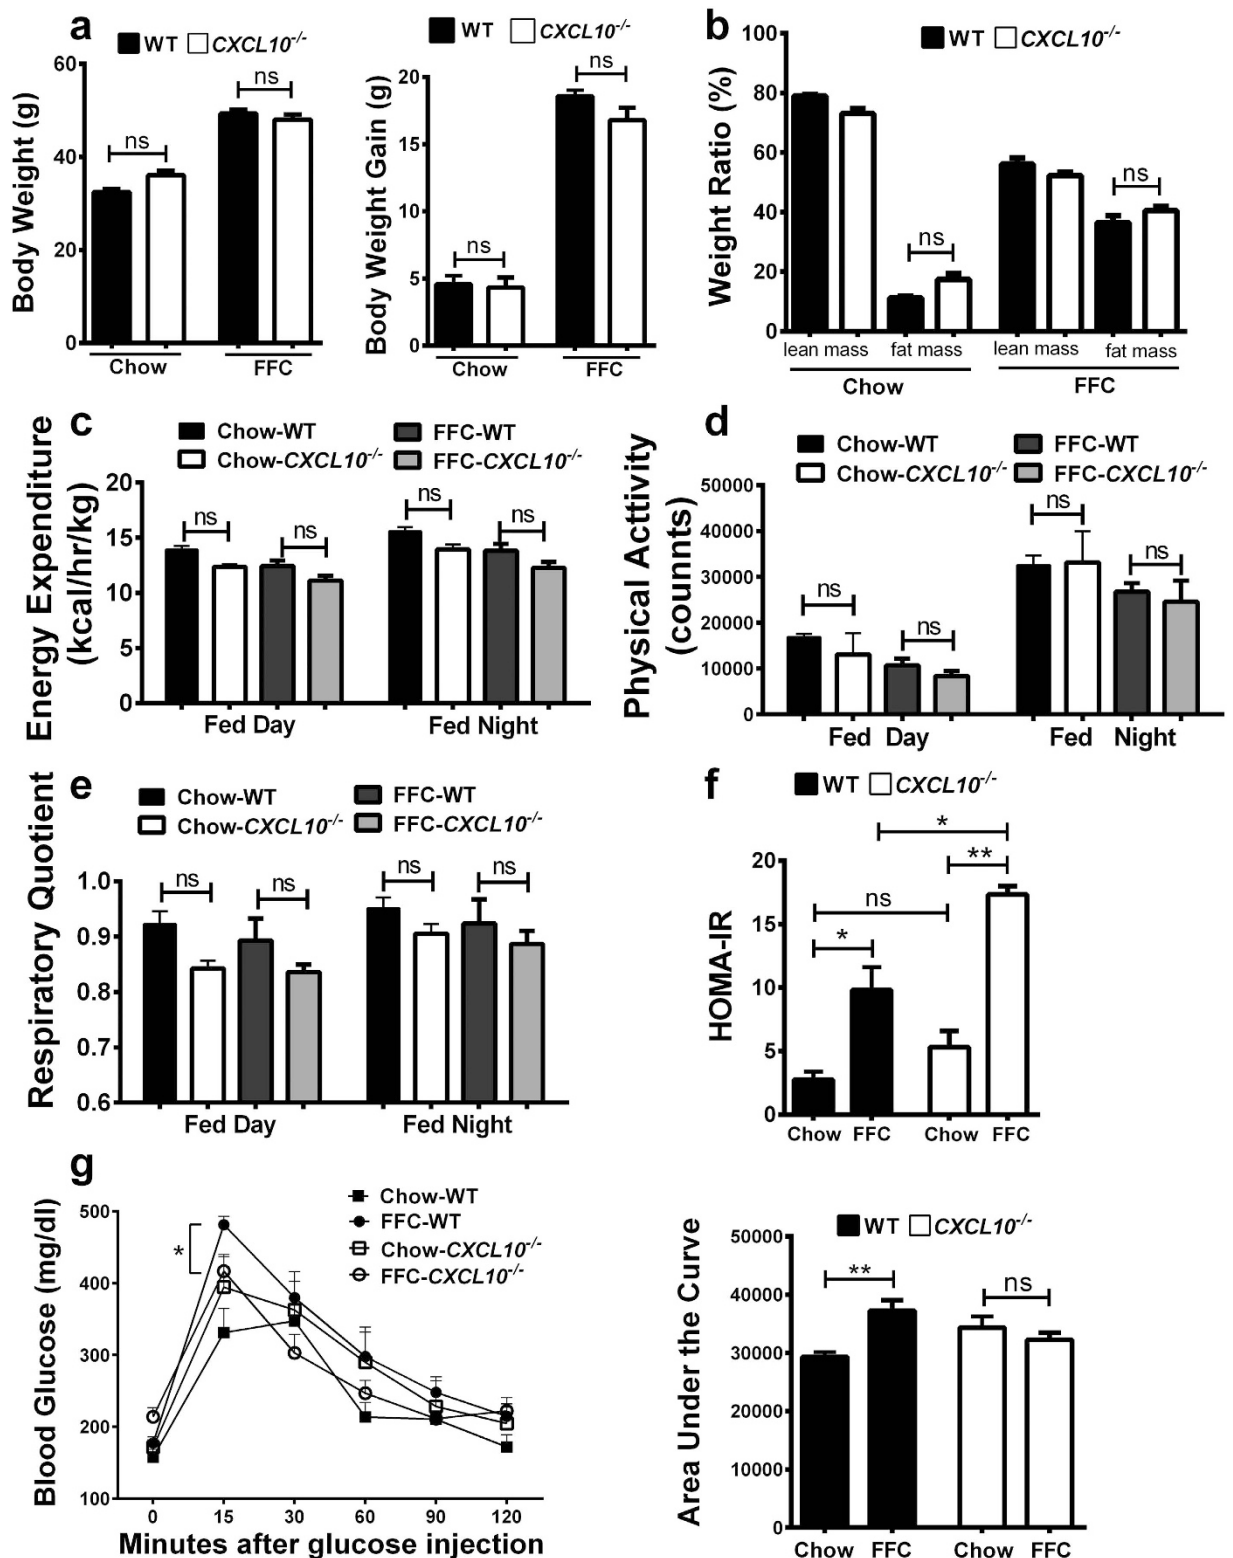 a
WT CXCL10-/-
Body Weight (g)
60
40
20
0
ns
ns
Chow FFC
WT CXCL10-/-
Body Weight Gain (g)
20
15
10
5
0
ns
ns
Chow FFC
b
WT CXCL10-/-
Weight Ratio (%)
100
80
60
40
20
0
ns
ns
lean mass fat mass lean mass fat mass
Chow FFC
c
Chow-WT FFC-WT
Chow-CXCL10-/- FFC-CXCL10-/-
Energy Expenditure
(kcal/hr/kg)
20
15
10
5
0
ns ns ns ns
Fed Day Fed Night
d
Chow-WT FFC-WT
Chow-CXCL10-/- FFC-CXCL10-/-
Physical Acttivity
(counnts)
50000
40000
30000
20000
10000
0
ns ns ns ns
Fed Day Fed Night
e
Chow-WT FFC-WT
Chow-CXCL10-/- FFC-CXCL10-/-
Respiratory Quotient
1.0
0.9
0.8
0.7
0.6
ns ns ns ns
Fed Day Fed Night
f
WT CXCL10-/-
HOMA-IR
20
15
10
5
0
*
**
ns
*
Chow FFC Chow FFC
g
Chow-WT
FFC-WT
Chow-CXCL10-/-
FFC-CXCL10-/-
Blood Glucose (mg/dl)
500
400
300
200
100
*
0 15 30 60 90 120
Minutes after glucose injection
WT CXCL10-/-
Area Under the Curve
50000
40000
30000
20000
10000
0
** ns
Chow FFC Chow FFC